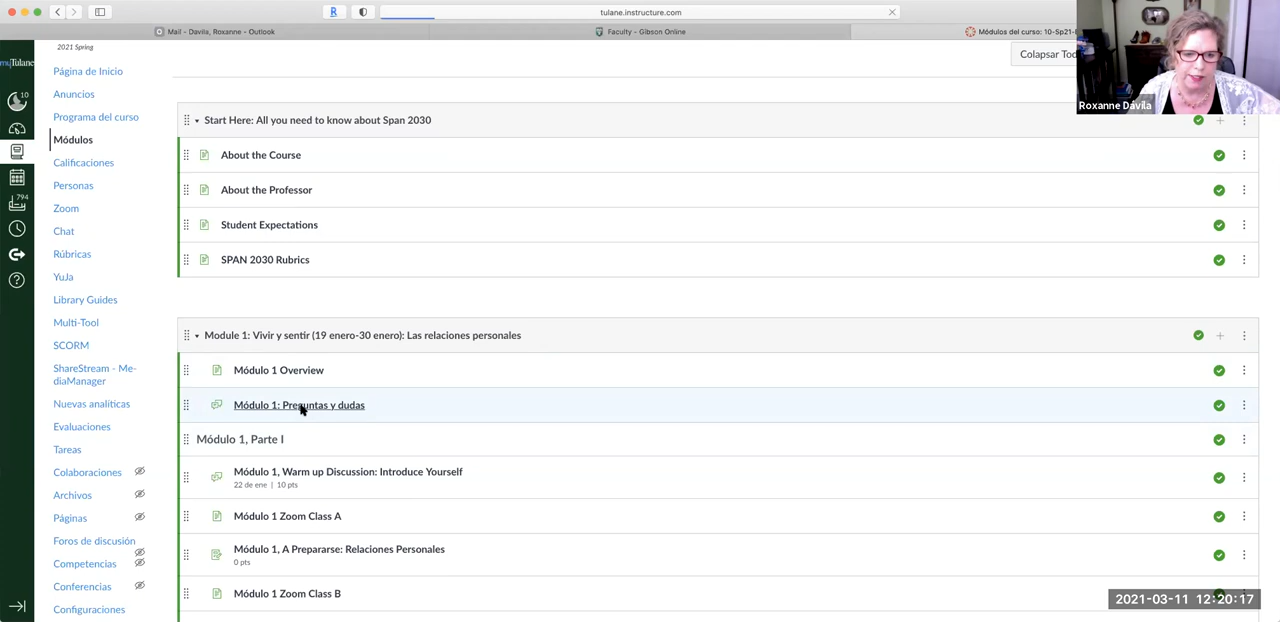 tulane.instructure.com
Mail - Davila, Roxanne - Outlook
Faculty - Gibson Online
Módulos del curso: 10-Sp21-
myTulane
10
794
2021 Spring
Página de Inicio
Anuncios
Programa del curso
Módulos
Calificaciones
Personas
Zoom
Chat
Rúbricas
YuJa
Library Guides
Multi-Tool
SCORM
ShareStream - Me-
diaManager
Nuevas analíticas
Evaluaciones
Tareas
Colaboraciones
Archivos
Páginas
Foros de discusión
Competencias
Conferencias
Configuraciones
Colapsar Tod
Roxanne Dávila
Start Here: All you need to know about Span 2030
About the Course
About the Professor
Student Expectations
SPAN 2030 Rubrics
Module 1: Vivir y sentir (19 enero-30 enero): Las relaciones personales
Módulo 1 Overview
Módulo 1: Preguntas y dudas
Módulo 1, Parte I
Módulo 1, Warm up Discussion: Introduce Yourself
22 de ene | 10 pts
Módulo 1 Zoom Class A
Módulo 1, A Prepararse: Relaciones Personales
0 pts
Módulo 1 Zoom Class B
2021-03-11 12:20:17